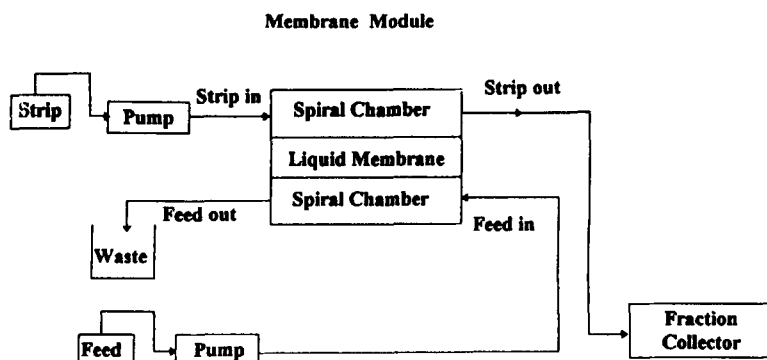 Membrane Module
Strip
Pump
Strip in
Spiral Chamber
Strip out
Liquid Membrane
Spiral Chamber
Feed out
Feed in
Waste
Feed
Pump
Fraction
Collector